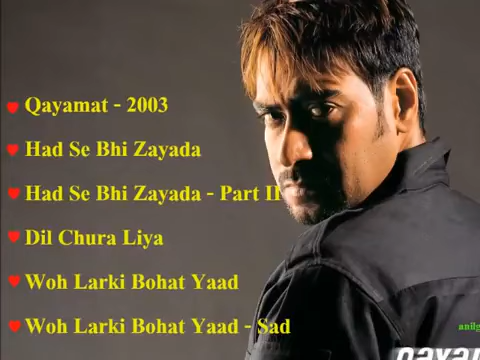 Qayamat - 2003
Had Se Bhi Zayada
Had Se Bhi Zayada - Part II
Dil Chura Liya
Woh Larki Bohat Yaad
Woh Larki Bohat Yaad - Sad